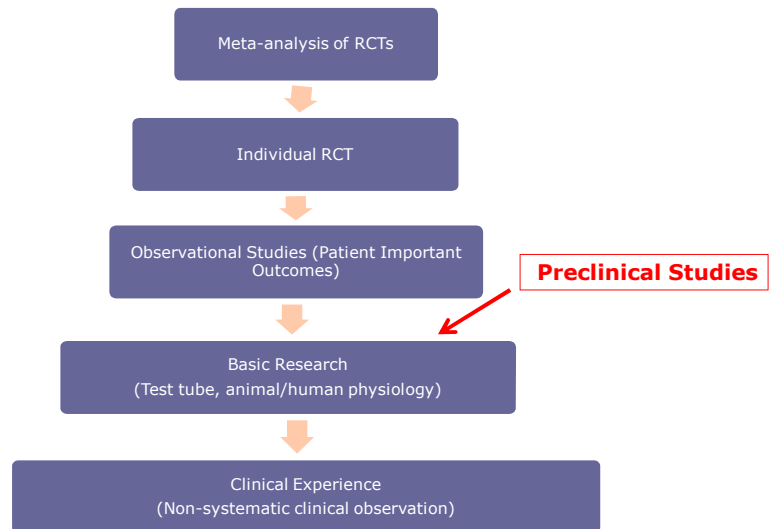 Meta-analysis of RCTs
Individual RCT
Observational Studies (Patient Important
Outcomes)
Preclinical Studies
Basic Research
(Test tube, animal/human physiology)
Clinical Experience
(Non-systematic clinical observation)